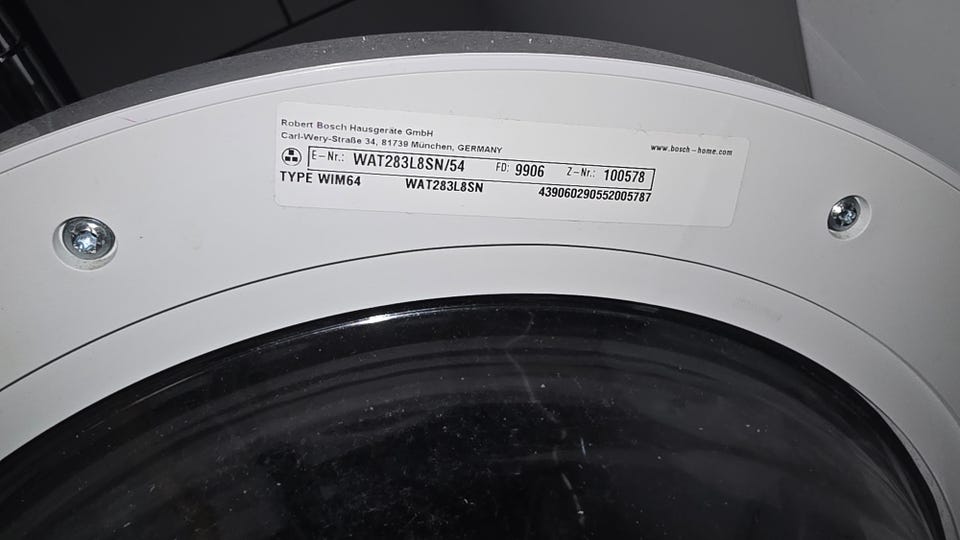 Robert Bosch Hausgeräte GmbH
Carl-Wery-Straße 34, 81739 München, GERMANY
www.bosch-home.com
E-Nr.: WAT283L8SN/54 FD: 9906 Z-Nr.: 100578
TYPE WIM64 WAT283L8SN 439060290552005787